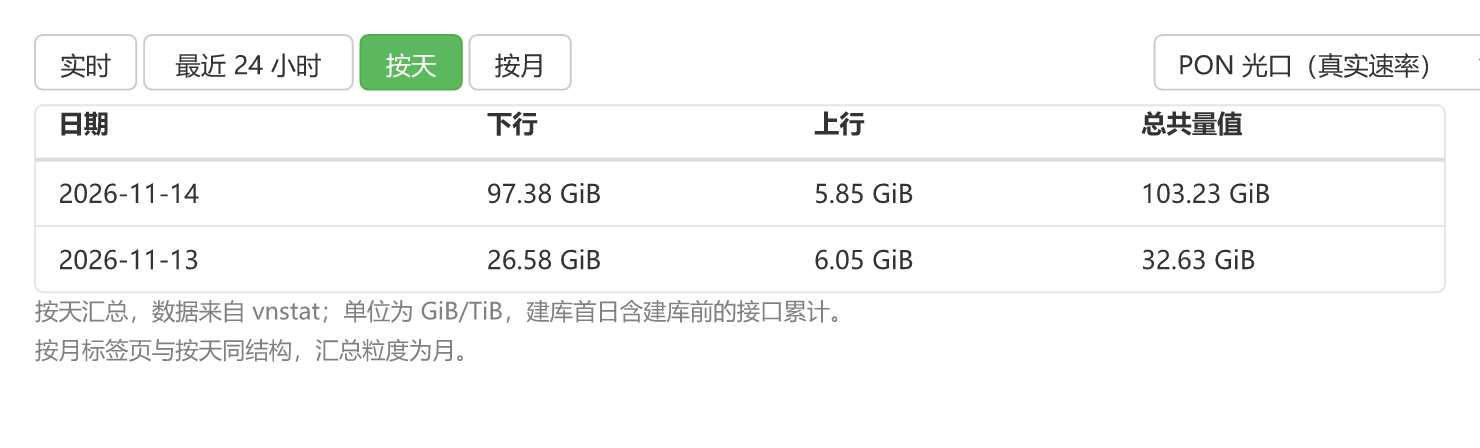 实时 最近 24 小时 按天 按月 PON 光口（真实速率）
日期 下行 上行 总共量值
2026-11-14 97.38 GiB 5.85 GiB 103.23 GiB
2026-11-13 26.58 GiB 6.05 GiB 32.63 GiB
按天汇总，数据来自 vnstat；单位为 GiB/TiB，建库首日含建库前的接口累计。
按月标签页与按天同结构，汇总粒度为月。